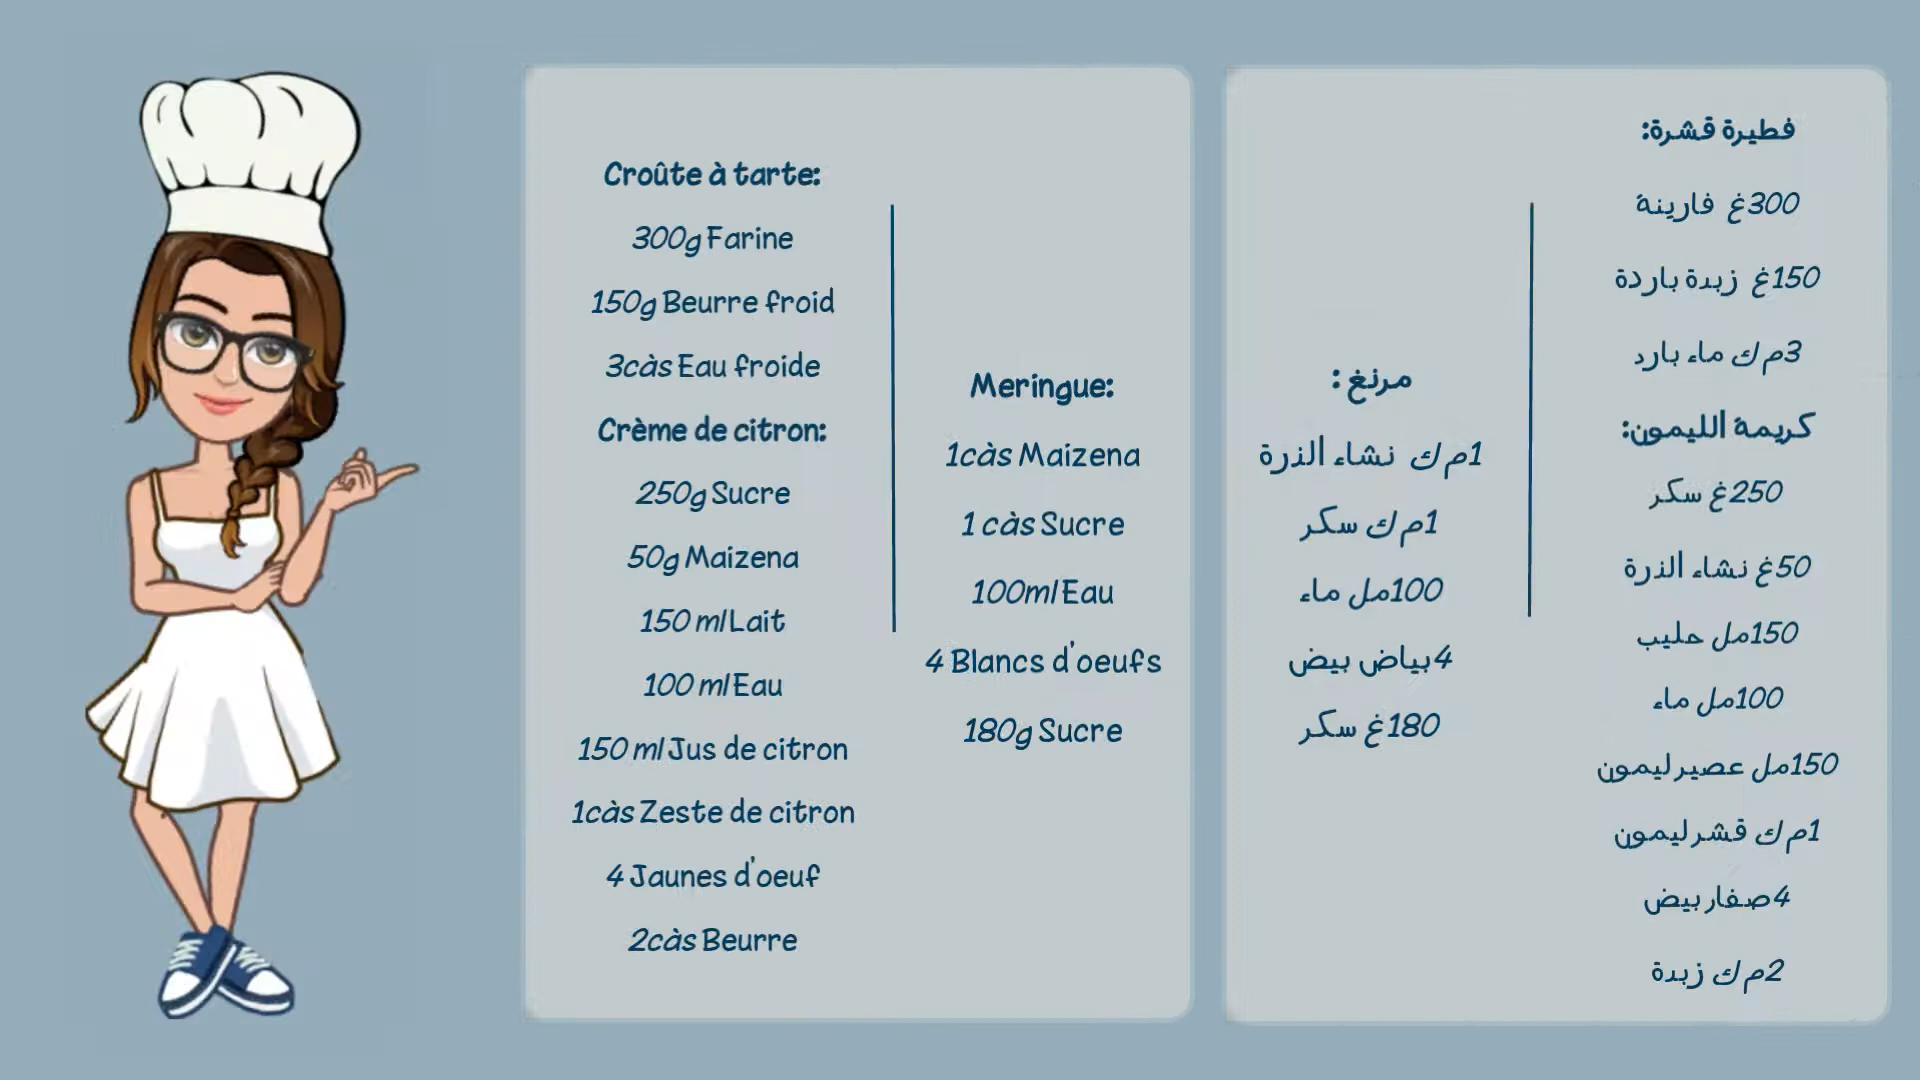 Croûte à tarte:
300g Farine
150g Beurre froid
3càs Eau froide
Crème de citron:
250g Sucre
50g Maizena
150 ml Lait
100 ml Eau
150 ml Jus de citron
1càs Zeste de citron
4 Jaunes d'oeuf
2càs Beurre
Meringue:
1càs Maizena
1 càs Sucre
100ml Eau
4 Blancs d'oeufs
180g Sucre
فطيرة قشرة:
300غ فارينة
150غ زبدة باردة
3م ك ماء بارد
كريمة الليمون:
250غ سكر
50غ نشاء الذرة
150مل حليب
100مل ماء
150مل عصير ليمون
1م ك قشر ليمون
4صفار بيض
2م ك زبدة
مرنغ :
1م ك نشاء الذرة
1م ك سكر
100مل ماء
4بياض بيض
180غ سكر